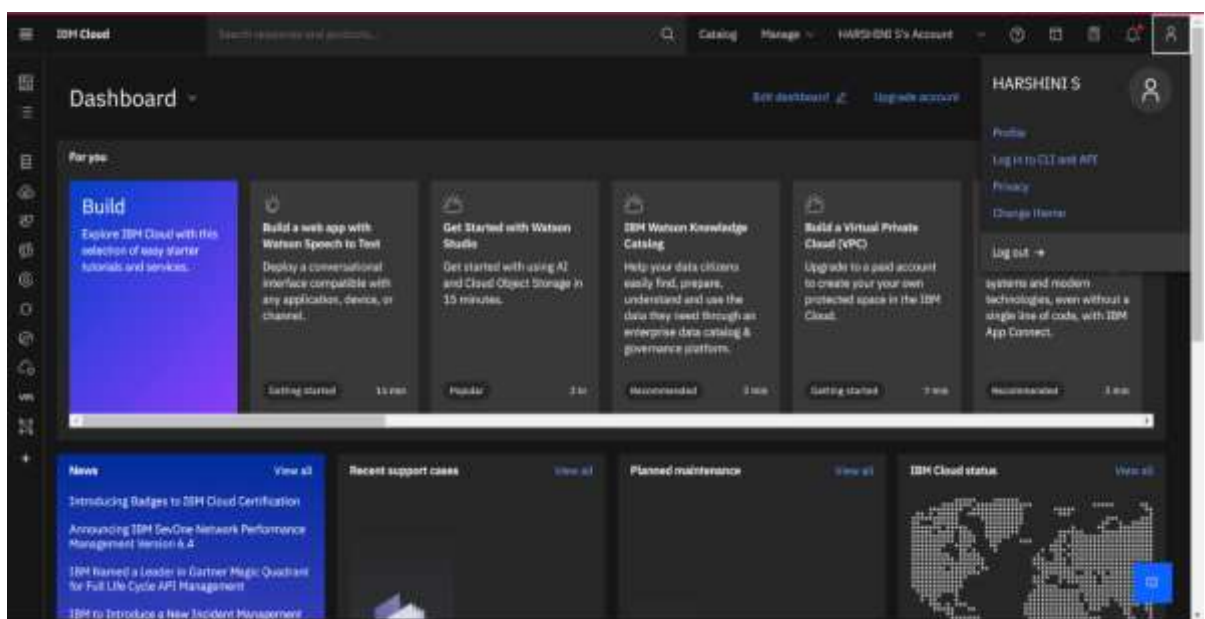 IBM Cloud
Search resources and products...
Catalog
Manage
HARSHINI S's Account
Dashboard
Edit dashboard
Upgrade account
HARSHINI S
Profile
Log in to CLI and API
Privacy
Change theme
Log out →
For you
Build
Explore IBM Cloud with this
selection of easy starter
tutorials and services.
Build a web app with
Watson Speech to Text
Deploy a conversational
interface compatible with
any application, device, or
channel.
Getting started
15 min
Get Started with Watson
Studio
Get started with using AI
and Cloud Object Storage in
15 minutes.
Popular
IBM Watson Knowledge
Catalog
Help your data citizens
easily find, prepare,
understand and use the
data they need through an
enterprise data catalog &
governance platform.
Recommended
Build a Virtual Private
Cloud (VPC)
Upgrade to a paid account
to create your your own
protected space in the IBM
Cloud.
Getting started
systems and modern
technologies, even without a
single line of code, with IBM
App Connect.
Recommended
News
View all
Introducing Badges to IBM Cloud Certification
Announcing IBM SevOne Network Performance
Management Version 6.4
IBM Named a Leader in Gartner Magic Quadrant
for Full Life Cycle API Management
IBM to Introduce a New Incident Management
Recent support cases
View all
Planned maintenance
View all
IBM Cloud status
View all